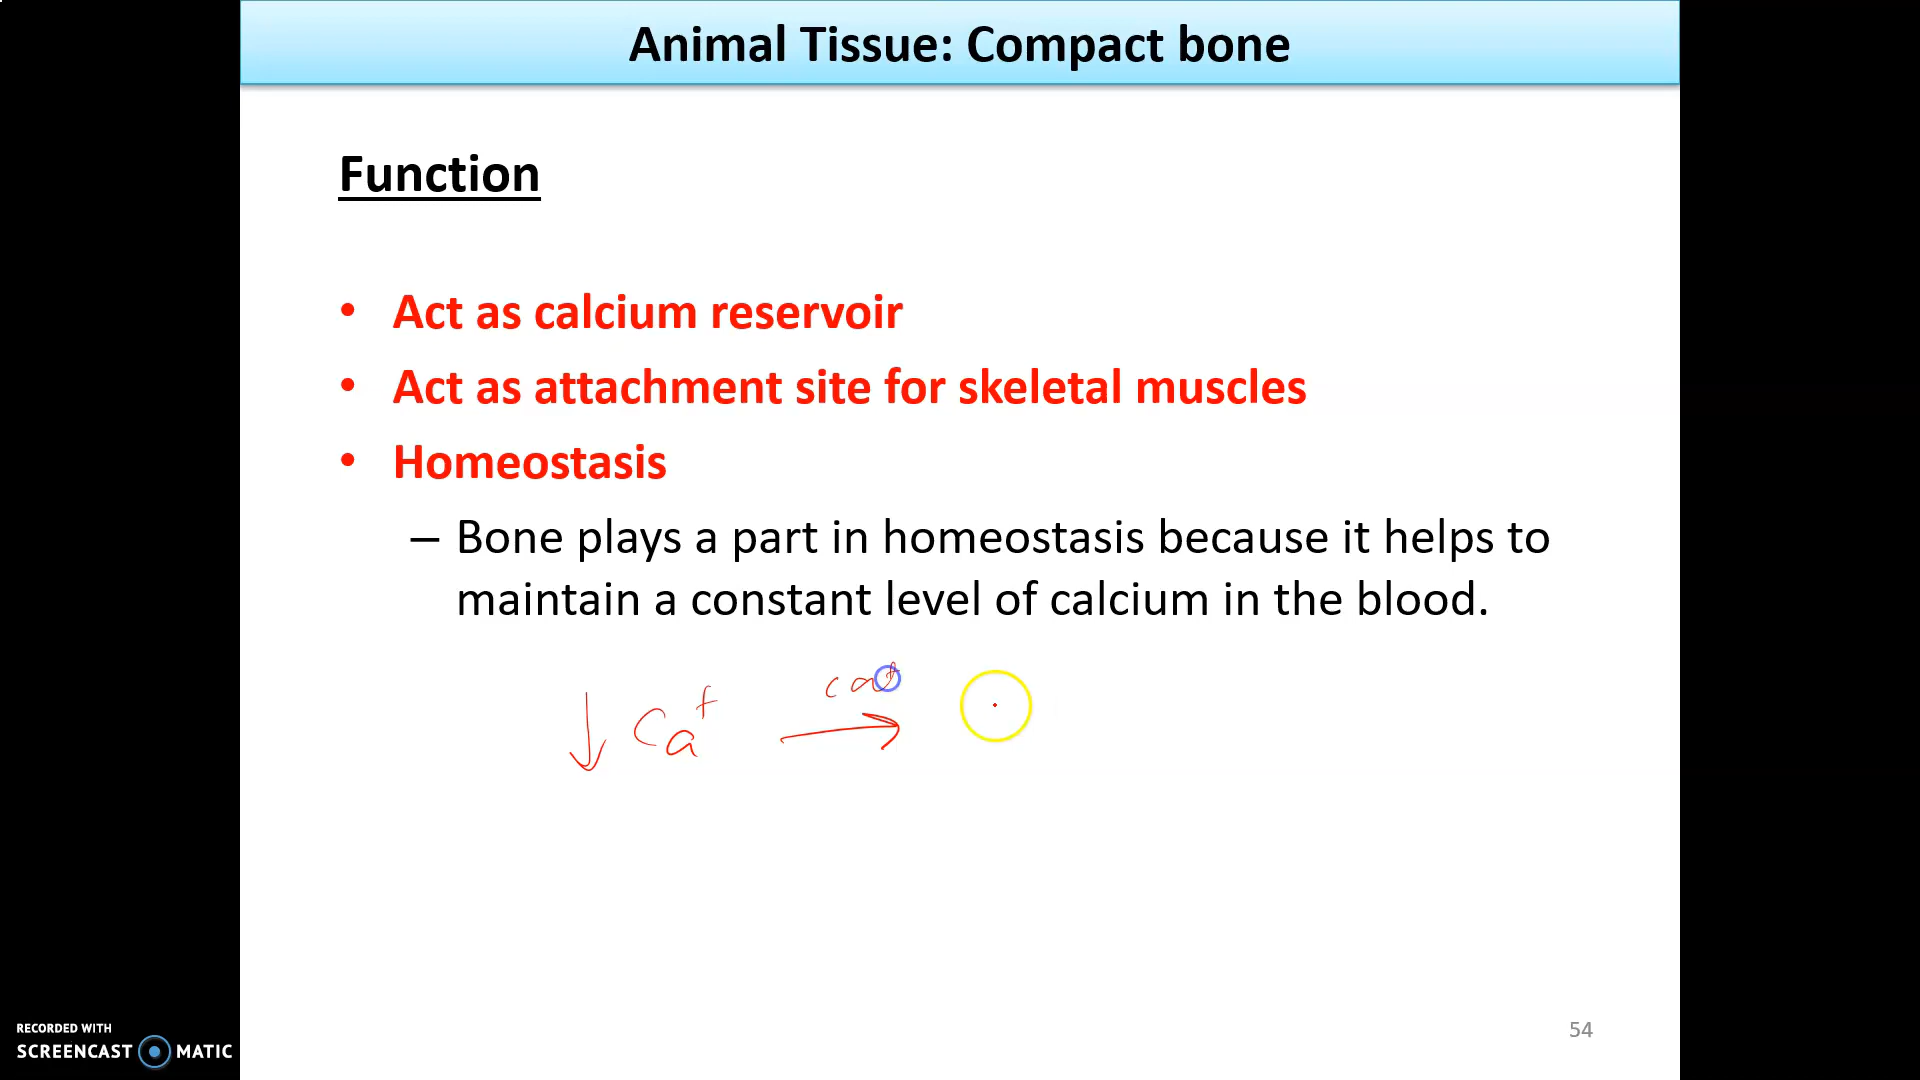 Animal Tissue: Compact bone
Function
• Act as calcium reservoir
• Act as attachment site for skeletal muscles
• Homeostasis
– Bone plays a part in homeostasis because it helps to
maintain a constant level of calcium in the blood.
↓ Ca⁺ → ca⁺
54
RECORDED WITH
SCREENCAST MATIC